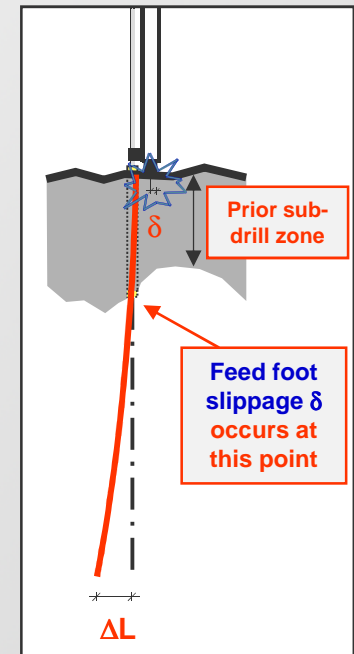 δ
Prior sub-
drill zone
Feed foot
slippage δ
occurs at
this point
ΔL